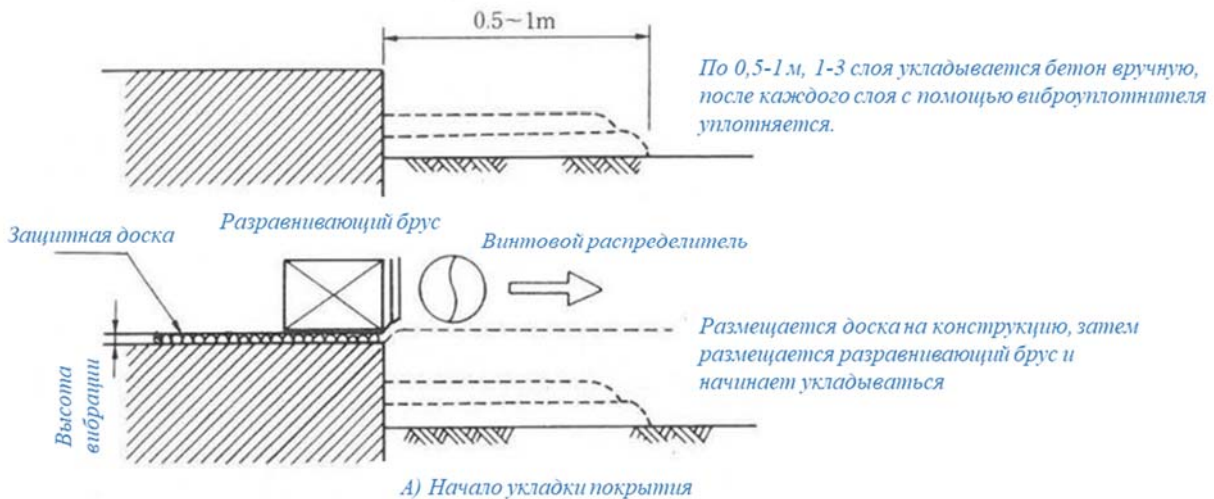 0.5~1m
По 0,5-1 м, 1-3 слоя укладывается бетон вручную,
после каждого слоя с помощью виброуплотнителя
уплотняется.
Разравнивающий брус
Защитная доска
Винтовой распределитель
Размещается доска на конструкцию, затем
размещается разравнивающий брус и
начинает укладываться
Высота
вибрации
А) Начало укладки покрытия